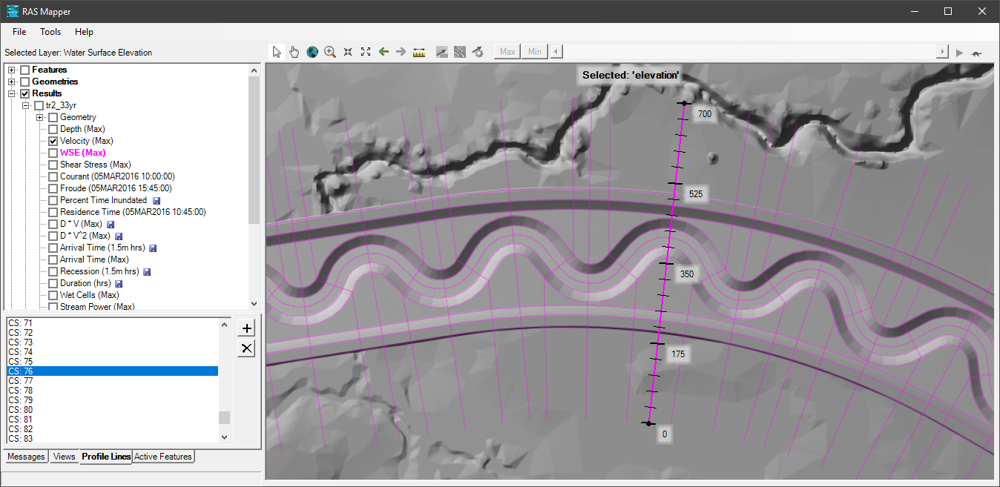 RAS Mapper
File Tools Help
Selected Layer: Water Surface Elevation
Max Min
Features
Geometries
Results
tr2_33yr
Geometry
Depth (Max)
Velocity (Max)
WSE (Max)
Shear Stress (Max)
Courant (05MAR2016 10:00:00)
Froude (05MAR2016 15:45:00)
Percent Time Inundated
Residence Time (05MAR2016 10:45:00)
D * V (Max)
D * V^2 (Max)
Arrival Time (1.5m hrs)
Arrival Time (Max)
Recession (1.5m hrs)
Duration (hrs)
Wet Cells (Max)
Stream Power (Max)
CS: 71
CS: 72
CS: 73
CS: 74
CS: 75
CS: 76
CS: 77
CS: 78
CS: 79
CS: 80
CS: 81
CS: 82
CS: 83
Messages Views Profile Lines Active Features
Selected: 'elevation'
700
525
350
175
0